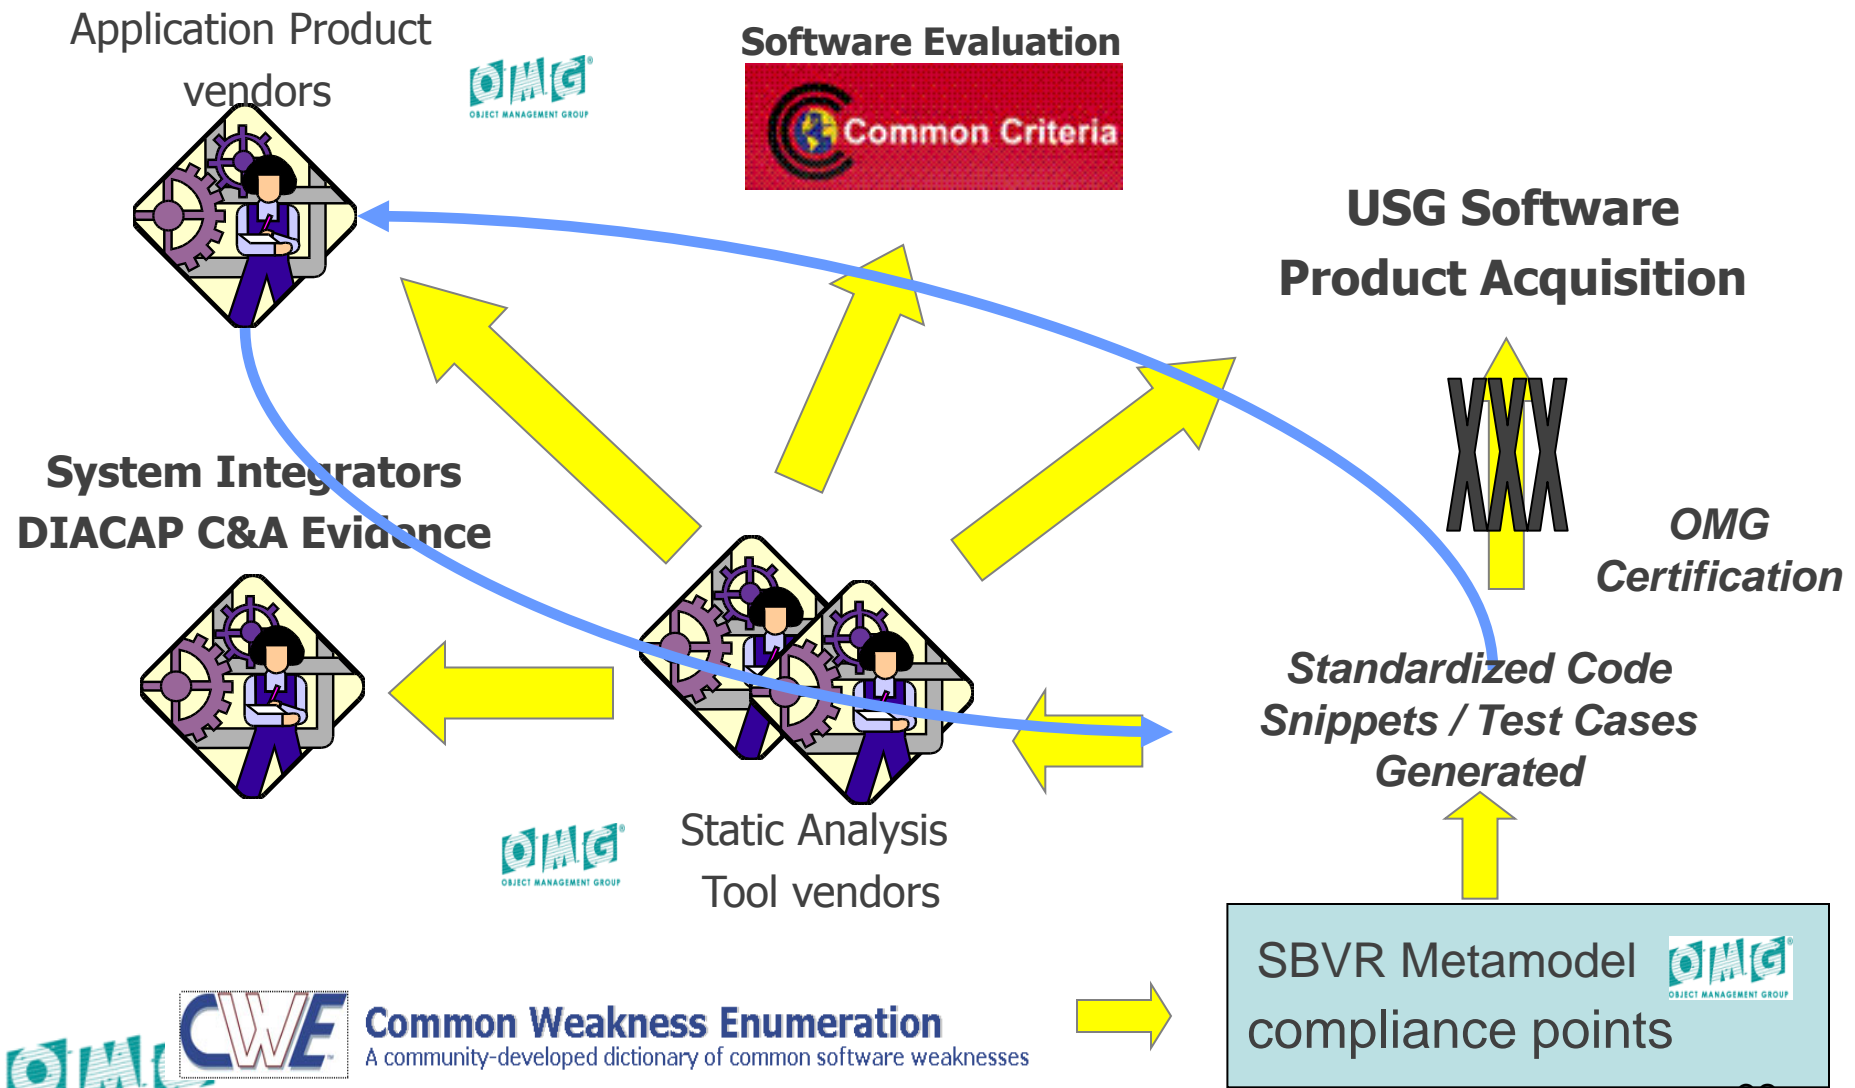 Application Product
vendors
OMG
OBJECT MANAGEMENT GROUP
Software Evaluation
Common Criteria
USG Software
Product Acquisition
XXX
System Integrators
DIACAP C&A Evidence
OMG
Certification
Standardized Code
Snippets / Test Cases
Generated
OMG
OBJECT MANAGEMENT GROUP
Static Analysis
Tool vendors
SBVR Metamodel
OMG
OBJECT MANAGEMENT GROUP
compliance points
CWE
Common Weakness Enumeration
A community-developed dictionary of common software weaknesses
OMG